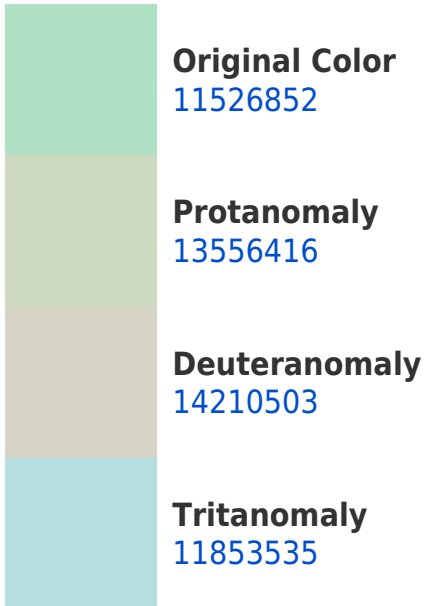 Original Color
11526852
Protanomaly
13556416
Deuteranomaly
14210503
Tritanomaly
11853535